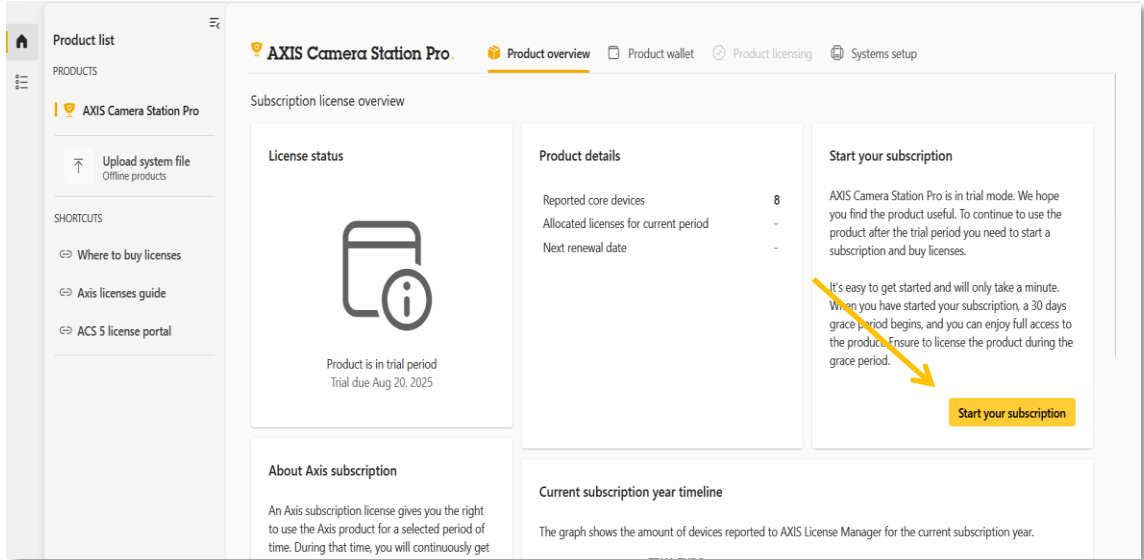 Product list
PRODUCTS
AXIS Camera Station Pro
Upload system file
Offline products
SHORTCUTS
Where to buy licenses
Axis licenses guide
ACS 5 license portal
AXIS Camera Station Pro.
Product overview
Product wallet
Product licensing
Systems setup
Subscription license overview
License status
Product is in trial period
Trial due Aug 20, 2025
Product details
Reported core devices 8
Allocated licenses for current period -
Next renewal date -
Start your subscription
AXIS Camera Station Pro is in trial mode. We hope
you find the product useful. To continue to use the
product after the trial period you need to start a
subscription and buy licenses.
It's easy to get started and will only take a minute.
When you have started your subscription, a 30 days
grace period begins, and you can enjoy full access to
the product. Ensure to license the product during the
grace period.
Start your subscription
About Axis subscription
An Axis subscription license gives you the right
to use the Axis product for a selected period of
time. During that time, you will continuously get
Current subscription year timeline
The graph shows the amount of devices reported to AXIS License Manager for the current subscription year.